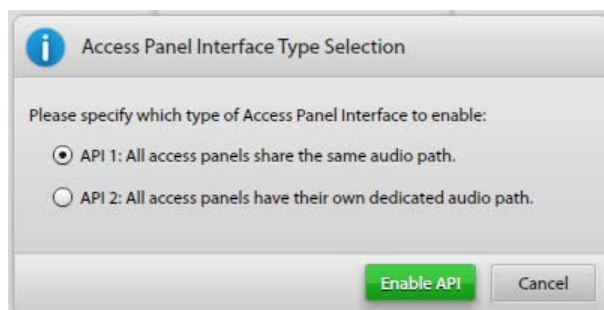 Access Panel Interface Type Selection
Please specify which type of Access Panel Interface to enable:
API 1: All access panels share the same audio path.
API 2: All access panels have their own dedicated audio path.
Enable API Cancel